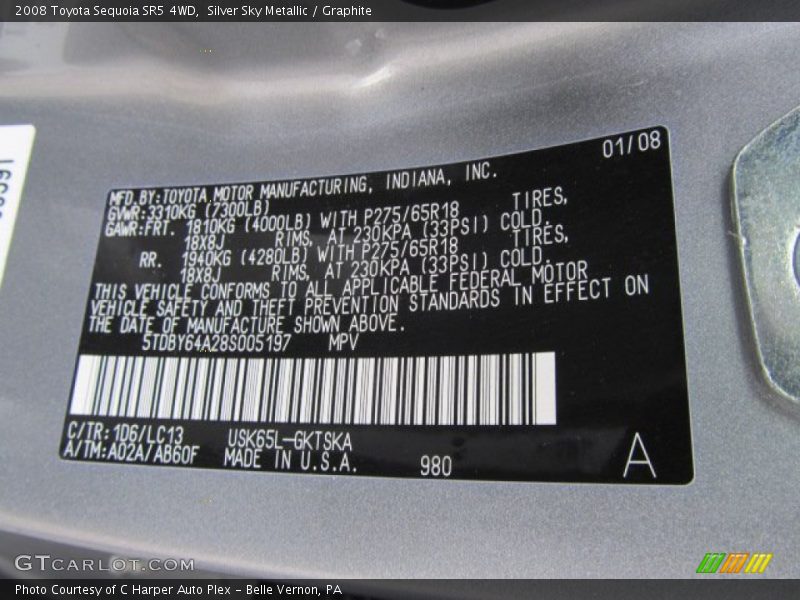 2008 Toyota Sequoia SR5 4WD, Silver Sky Metallic / Graphite
01/08
MFD.BY:TOYOTA MOTOR MANUFACTURING, INDIANA, INC.
GVWR:3310KG (7300LB)
GAWR:FRT. 1810KG (4000LB) WITH P275/65R18 TIRES,
18X8J RIMS, AT 230KPA (33PSI) COLD.
RR. 1940KG (4280LB) WITH P275/65R18 TIRES,
18X8J RIMS, AT 230KPA (33PSI) COLD.
THIS VEHICLE CONFORMS TO ALL APPLICABLE FEDERAL MOTOR
VEHICLE SAFETY AND THEFT PREVENTION STANDARDS IN EFFECT ON
THE DATE OF MANUFACTURE SHOWN ABOVE.
5TDBY64A28S005197 MPV
C/TR:1D6/LC13 USK65L-GKTSKA
A/TM:A02A/AB60F MADE IN U.S.A. 980 A
GTCARLOT.COM
Photo Courtesy of C Harper Auto Plex - Belle Vernon, PA